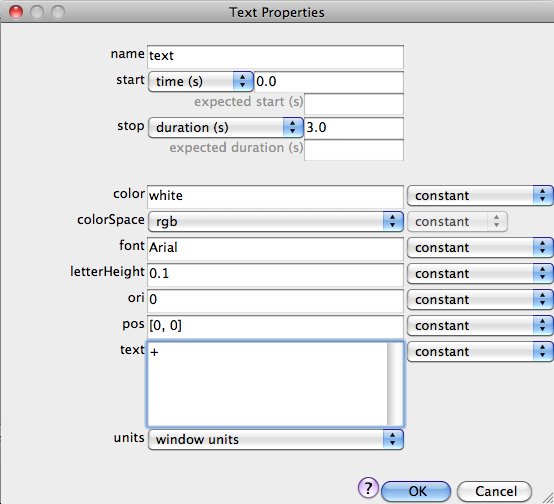 Text Properties
name text
start time (s) 0.0
expected start (s)
stop duration (s) 3.0
expected duration (s)
color white constant
colorSpace rgb constant
font Arial constant
letterHeight 0.1 constant
ori 0 constant
pos [0, 0] constant
text + constant
units window units
? OK Cancel